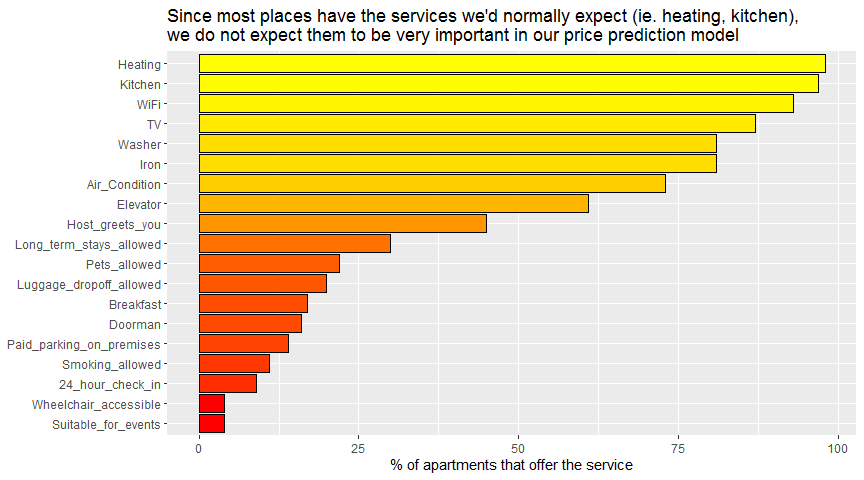 Since most places have the services we'd normally expect (ie. heating, kitchen),
we do not expect them to be very important in our price prediction model
Heating
Kitchen
WiFi
TV
Washer
Iron
Air_Condition
Elevator
Host_greets_you
Long_term_stays_allowed
Pets_allowed
Luggage_dropoff_allowed
Breakfast
Doorman
Paid_parking_on_premises
Smoking_allowed
24_hour_check_in
Wheelchair_accessible
Suitable_for_events
0 25 50 75 100
% of apartments that offer the service